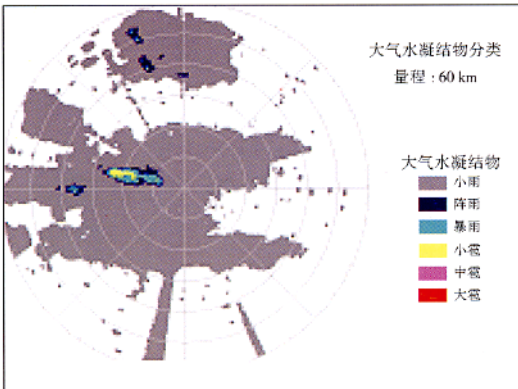 大气水凝结物分类
量程：60 km
大气水凝结物
小雨
阵雨
暴雨
小雹
中雹
大雹